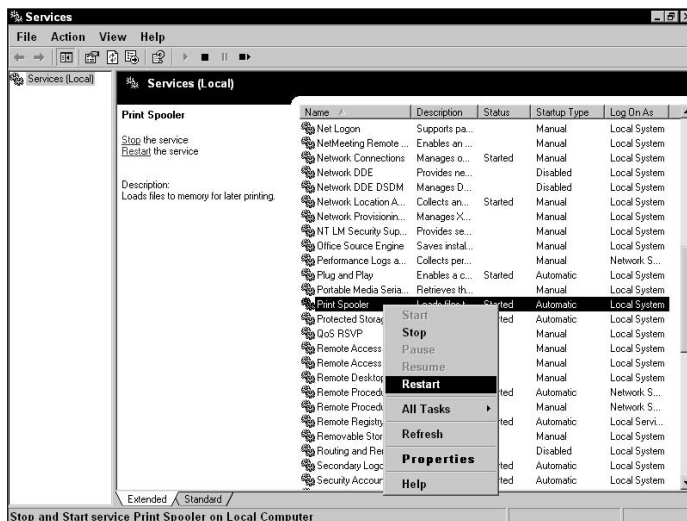 Services
File Action View Help
Services (Local)
Services (Local)
Print Spooler
Stop the service
Restart the service
Description:
Loads files to memory for later printing.
Name Description Status Startup Type Log On As
Net Logon Supports pa... Manual Local System
NetMeeting Remote ... Enables an ... Manual Local System
Network Connections Manages o... Started Manual Local System
Network DDE Provides ne... Disabled Local System
Network DDE DSDM Manages D... Disabled Local System
Network Location A... Collects an... Started Manual Local System
Network Provisionin... Manages X... Manual Local System
NT LM Security Sup... Provides se... Manual Local System
Office Source Engine Saves instal... Manual Local System
Performance Logs a... Collects per... Manual Network S...
Plug and Play Enables a c... Started Automatic Local System
Portable Media Seria... Retrieves th... Manual Local System
Print Spooler Loads files t... Started Automatic Local System
Protected Storag Automatic Local System
QoS RSVP Manual Local System
Remote Access Manual Local System
Remote Access Manual Local System
Remote Desktop Manual Local System
Remote Procedu Automatic Network S...
Remote Procedu Manual Network S...
Remote Registry Automatic Local Servi...
Removable Stor Manual Local System
Routing and Re Disabled Local System
Secondary Logo Automatic Local System
Security Accour Automatic Local System
Start
Stop
Pause
Resume
Restart
All Tasks
Refresh
Properties
Help
Extended Standard
Stop and Start service Print Spooler on Local Computer